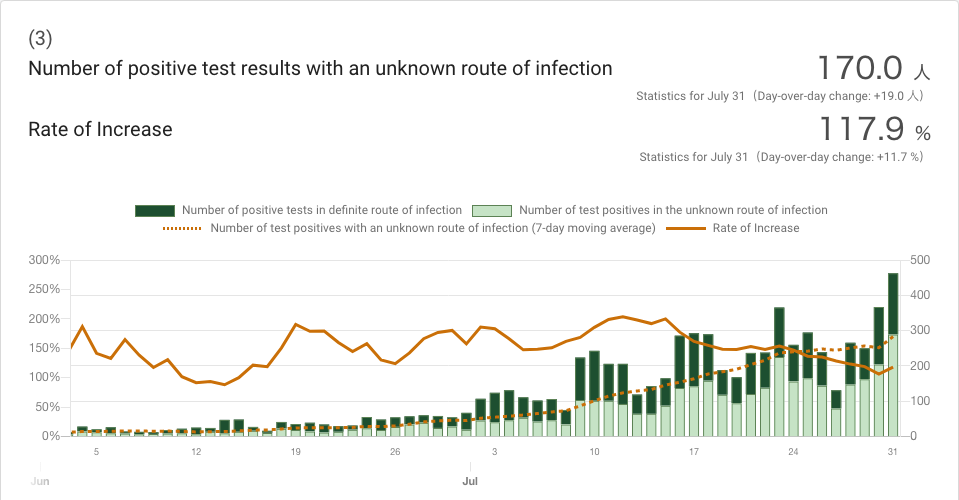 (3)
Number of positive test results with an unknown route of infection
170.0 人
Statistics for July 31（Day-over-day change: +19.0 人）
Rate of Increase
117.9 %
Statistics for July 31（Day-over-day change: +11.7 %）
Number of positive tests in definite route of infection Number of test positives in the unknown route of infection
Number of test positives with an unknown route of infection (7-day moving average) Rate of Increase
300% 500
250% 400
200% 300
150% 200
100% 100
50% 0
0%
5 12 19 26 3 10 17 24 31
Jun Jul